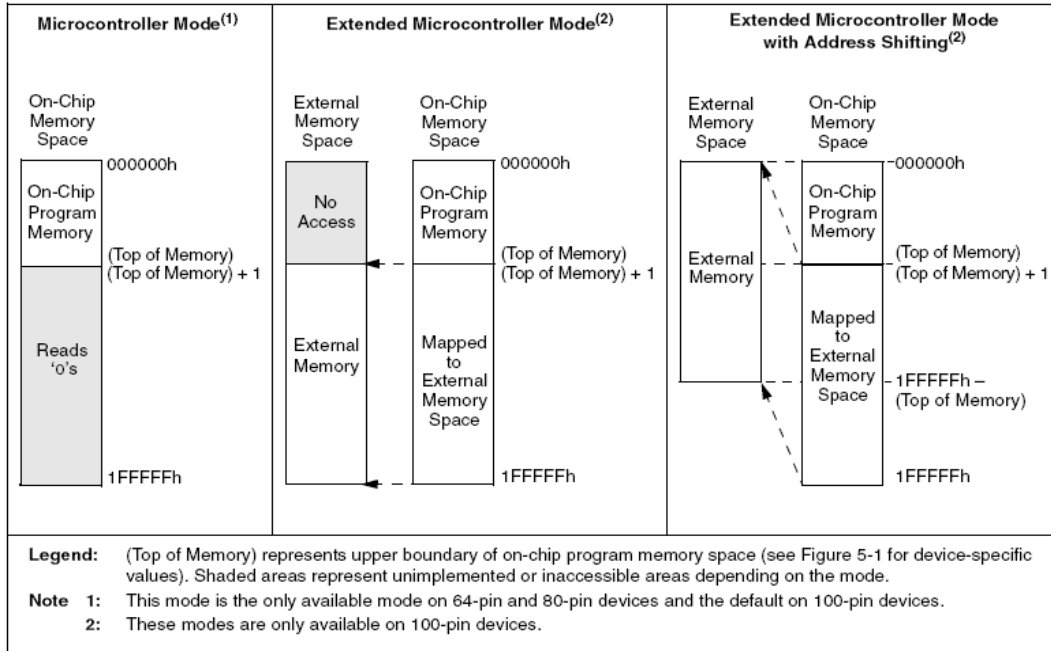 Microcontroller Mode(1)
On-Chip
Memory
Space
000000h
On-Chip
Program
Memory
(Top of Memory)
(Top of Memory) + 1
Reads
'0's
1FFFFFh
Extended Microcontroller Mode(2)
External
Memory
Space
On-Chip
Memory
Space
000000h
No
Access
On-Chip
Program
Memory
(Top of Memory)
(Top of Memory) + 1
External
Memory
Mapped
to
External
Memory
Space
1FFFFFh
Extended Microcontroller Mode
with Address Shifting(2)
External
Memory
Space
On-Chip
Memory
Space
000000h
On-Chip
Program
Memory
(Top of Memory)
(Top of Memory) + 1
External
Memory
Mapped
to
External
Memory
Space
1FFFFFh –
(Top of Memory)
1FFFFFh
Legend: (Top of Memory) represents upper boundary of on-chip program memory space (see Figure 5-1 for device-specific
values). Shaded areas represent unimplemented or inaccessible areas depending on the mode.
Note 1: This mode is the only available mode on 64-pin and 80-pin devices and the default on 100-pin devices.
2: These modes are only available on 100-pin devices.